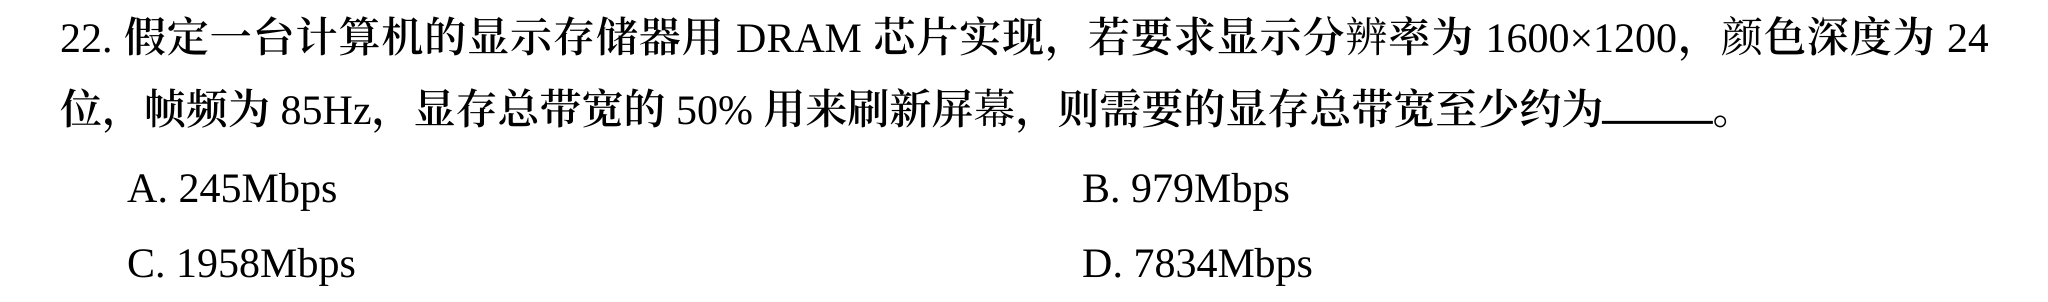 22. 假定一台计算机的显示存储器用 DRAM 芯片实现，若要求显示分辨率为 1600×1200，颜色深度为 24
位，帧频为 85Hz，显存总带宽的 50% 用来刷新屏幕，则需要的显存总带宽至少约为_____。
A. 245Mbps B. 979Mbps
C. 1958Mbps D. 7834Mbps